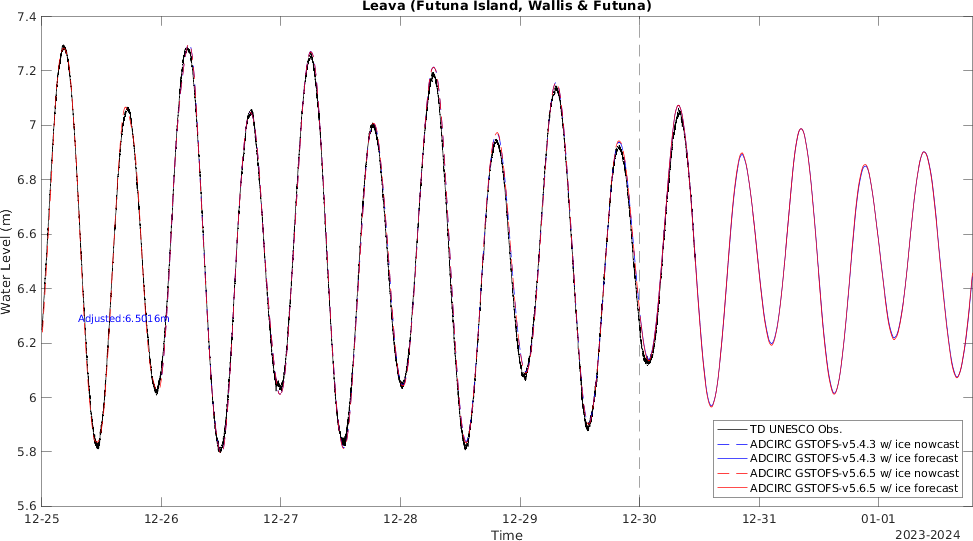 Leava (Futuna Island, Wallis & Futuna)
7.4
7.2
7
6.8
6.6
6.4
6.2
6
5.8
5.6
Water Level (m)
Adjusted:6.5016m
TD UNESCO Obs.
ADCIRC GSTOFS-v5.4.3 w/ ice nowcast
ADCIRC GSTOFS-v5.4.3 w/ ice forecast
ADCIRC GSTOFS-v5.6.5 w/ ice nowcast
ADCIRC GSTOFS-v5.6.5 w/ ice forecast
12-25 12-26 12-27 12-28 12-29 12-30 12-31 01-01
Time
2023-2024